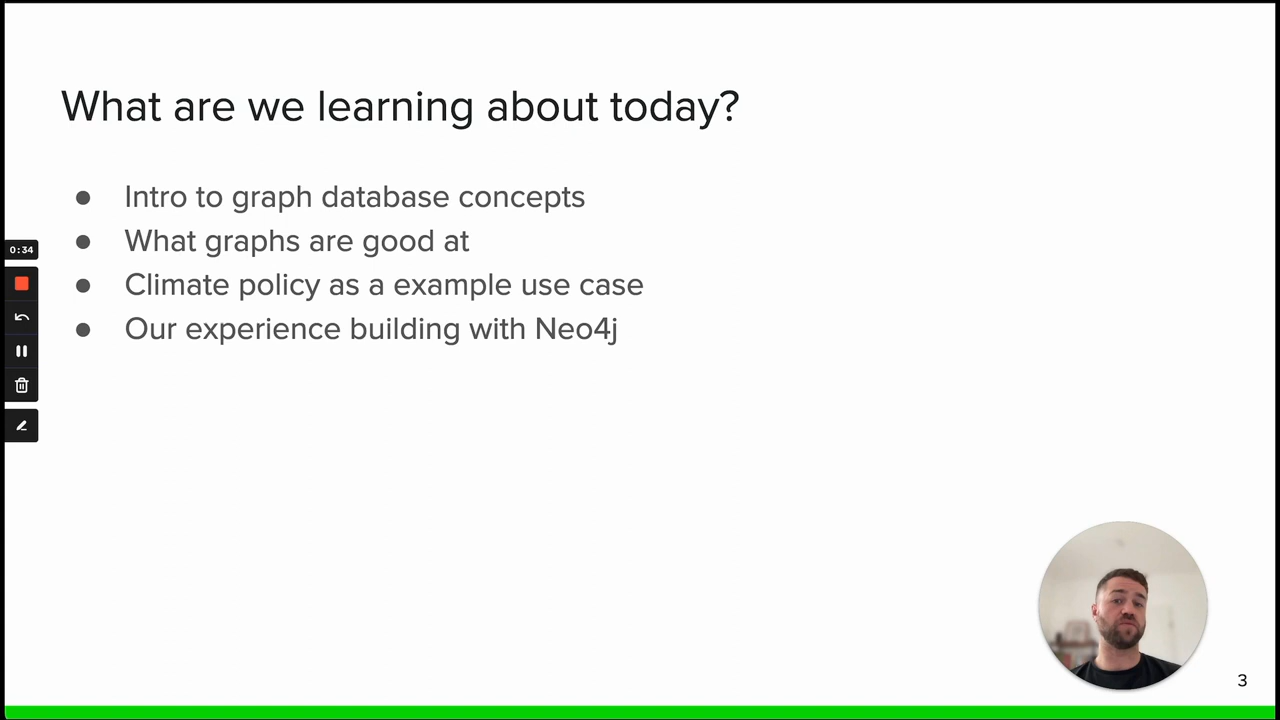 What are we learning about today?
● Intro to graph database concepts
● What graphs are good at
● Climate policy as a example use case
● Our experience building with Neo4j
0:34
3